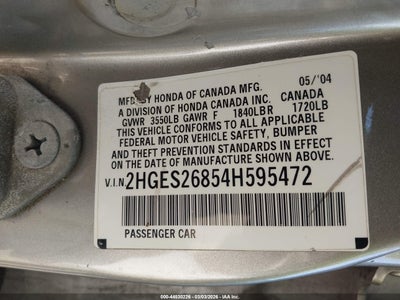 MFD. BY HONDA OF CANADA MFG. 05/'04
A DIVISION OF HONDA CANADA INC. CANADA
GVWR 3550LB GAWR F 1840LB R 1720LB
THIS VEHICLE CONFORMS TO ALL APPLICABLE
FEDERAL MOTOR VEHICLE SAFETY, BUMPER
AND THEFT PREVENTION STANDARDS IN EFFECT
ON THE DATE OF MANUFACTURE SHOWN ABOVE.
V.I.N 2HGES26854H595472
PASSENGER CAR
000-44930226 - 03/03/2026 - IAA, Inc.